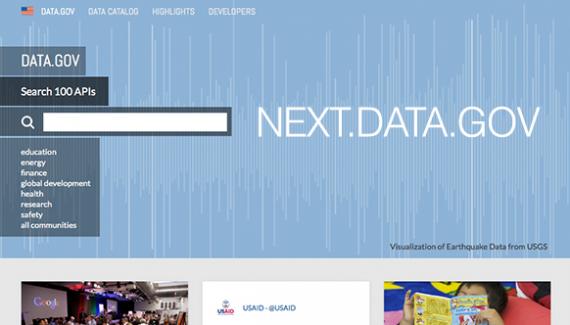 DATA.GOV DATA CATALOG HIGHLIGHTS DEVELOPERS
DATA.GOV
Search 100 APIs
NEXT.DATA.GOV
education
energy
finance
global development
health
research
safety
all communities
Visualization of Earthquake Data from USGS
Google
USAID
USAID - @USAID